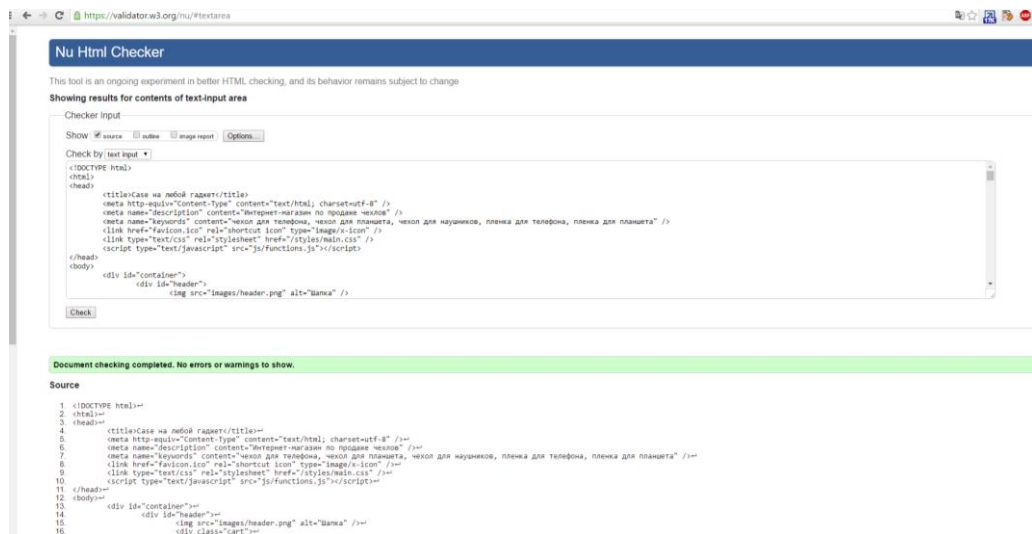 https://validator.w3.org/nu/#textarea
Nu Html Checker
This tool is an ongoing experiment in better HTML checking, and its behavior remains subject to change
Showing results for contents of text-input area
Checker Input
Show source outline image report Options...
Check by text input
<!DOCTYPE html>
<html>
<head>
<title>Case на любой гаджет</title>
<meta http-equiv="Content-Type" content="text/html; charset=utf-8" />
<meta name="description" content="Интернет-магазин по продаже чехлов" />
<meta name="keywords" content="чехол для телефона, чехол для планшета, чехол для наушников, пленка для телефона, пленка для планшета" />
<link href="favicon.ico" rel="shortcut icon" type="image/x-icon" />
<link type="text/css" rel="stylesheet" href="/styles/main.css" />
<script type="text/javascript" src="js/functions.js"></script>
</head>
<body>
<div id="container">
<div id="header">
<img src="images/header.png" alt="Шапка" />
Check
Document checking completed. No errors or warnings to show.
Source
1. <!DOCTYPE html>↩
2. <html>↩
3. <head>↩
4. <title>Case на любой гаджет</title>↩
5. <meta http-equiv="Content-Type" content="text/html; charset=utf-8" />↩
6. <meta name="description" content="Интернет-магазин по продаже чехлов" />↩
7. <meta name="keywords" content="чехол для телефона, чехол для планшета, чехол для наушников, пленка для телефона, пленка для планшета" />↩
8. <link href="favicon.ico" rel="shortcut icon" type="image/x-icon" />↩
9. <link type="text/css" rel="stylesheet" href="/styles/main.css" />↩
10. <script type="text/javascript" src="js/functions.js"></script>↩
11. </head>↩
12. <body>↩
13. <div id="container">↩
14. <div id="header">↩
15. <img src="images/header.png" alt="Шапка" />↩
16. <div class="cart">↩